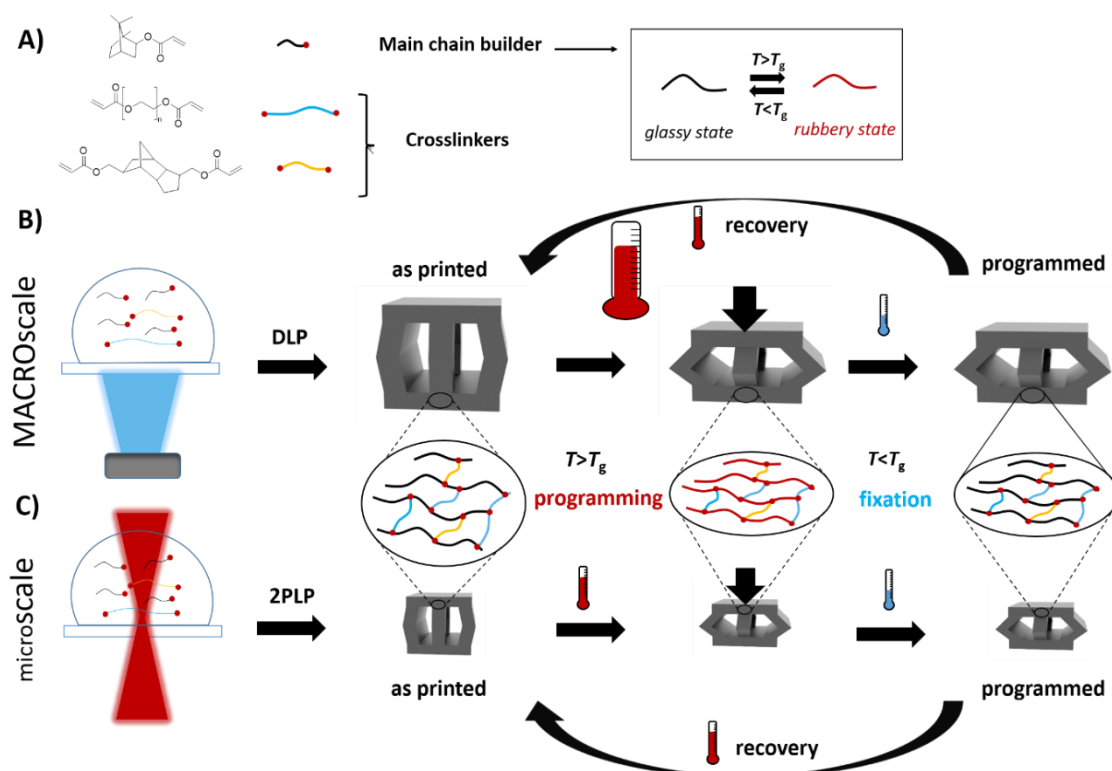 A)
O
O
Main chain builder
T>Tg
T<Tg
glassy state
rubbery state
O
O
O
O
n
Crosslinkers
O
O
O
O
B)
MACROscale
recovery
as printed
programmed
DLP
T>Tg
programming
T<Tg
fixation
C)
microscale
2PLP
as printed
programmed
recovery